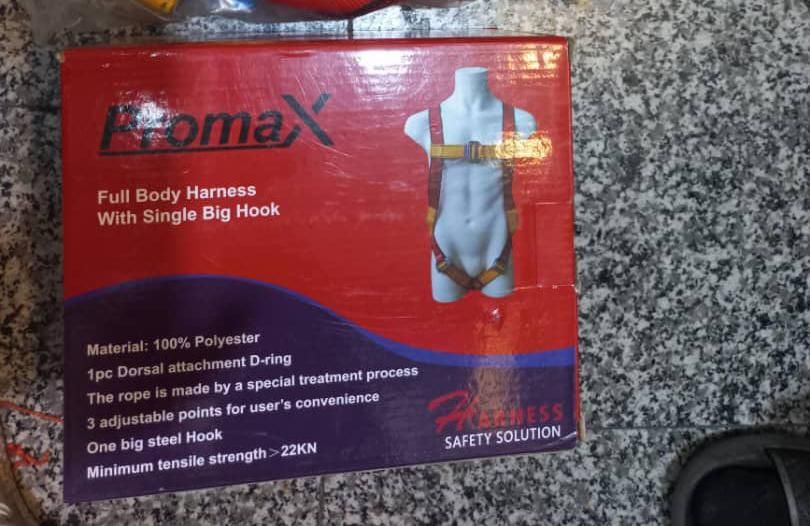 PromaX
Full Body Harness
With Single Big Hook
Material: 100% Polyester
1pc Dorsal attachment D-ring
The rope is made by a special treatment process
3 adjustable points for user's convenience
One big steel Hook
Minimum tensile strength>22KN
HARNESS
SAFETY SOLUTION